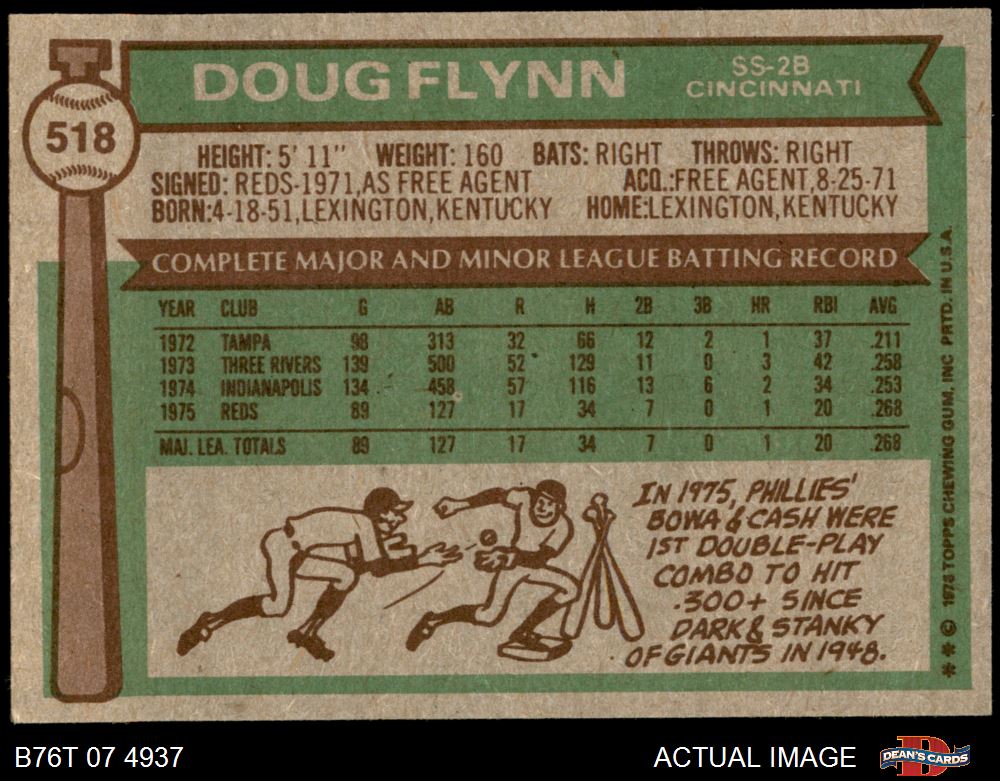 DOUG FLYNN
SS-2B
CINCINNATI
518
HEIGHT: 5' 11" WEIGHT: 160 BATS: RIGHT THROWS: RIGHT
SIGNED: REDS-1971, AS FREE AGENT ACQ.: FREE AGENT, 8-25-71
BORN: 4-18-51, LEXINGTON, KENTUCKY HOME: LEXINGTON, KENTUCKY
COMPLETE MAJOR AND MINOR LEAGUE BATTING RECORD
YEAR CLUB G AB R H 2B 3B HR RBI AVG
1972 TAMPA 98 313 32 66 12 2 1 37 .211
1973 THREE RIVERS 139 500 52 129 11 0 3 42 .258
1974 INDIANAPOLIS 134 458 57 116 13 6 2 34 .253
1975 REDS 89 127 17 34 7 0 1 20 .268
MAJ. LEA. TOTALS 89 127 17 34 7 0 1 20 .268
IN 1975, PHILLIES'
BOWA & CASH WERE
1ST DOUBLE-PLAY
COMBO TO HIT
.300+ SINCE
DARK & STANKY
OF GIANTS IN 1948.
** © 1976 TOPPS CHEWING GUM, INC PRTD. IN U.S.A.
B76T 07 4937
ACTUAL IMAGE
DEAN'S CARDS